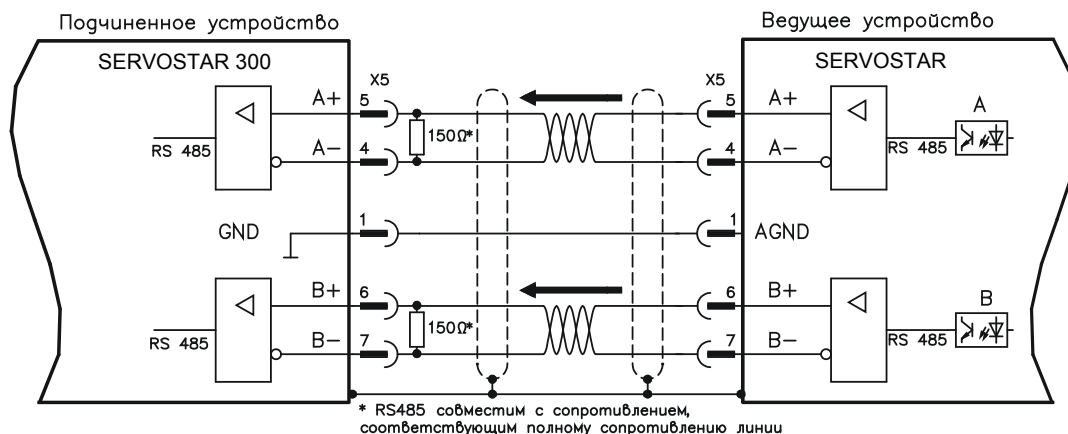 Подчиненное устройство
Ведущее устройство
SERVOSTAR 300
SERVOSTAR
X5
X5
A+
5
5
A+
A
RS 485
150Ω*
RS 485
A-
4
4
A-
GND
1
1
AGND
B+
6
6
B+
B
RS 485
150Ω*
RS 485
B-
7
7
B-
* RS485 совместим с сопротивлением,
соответствующим полному сопротивлению линии